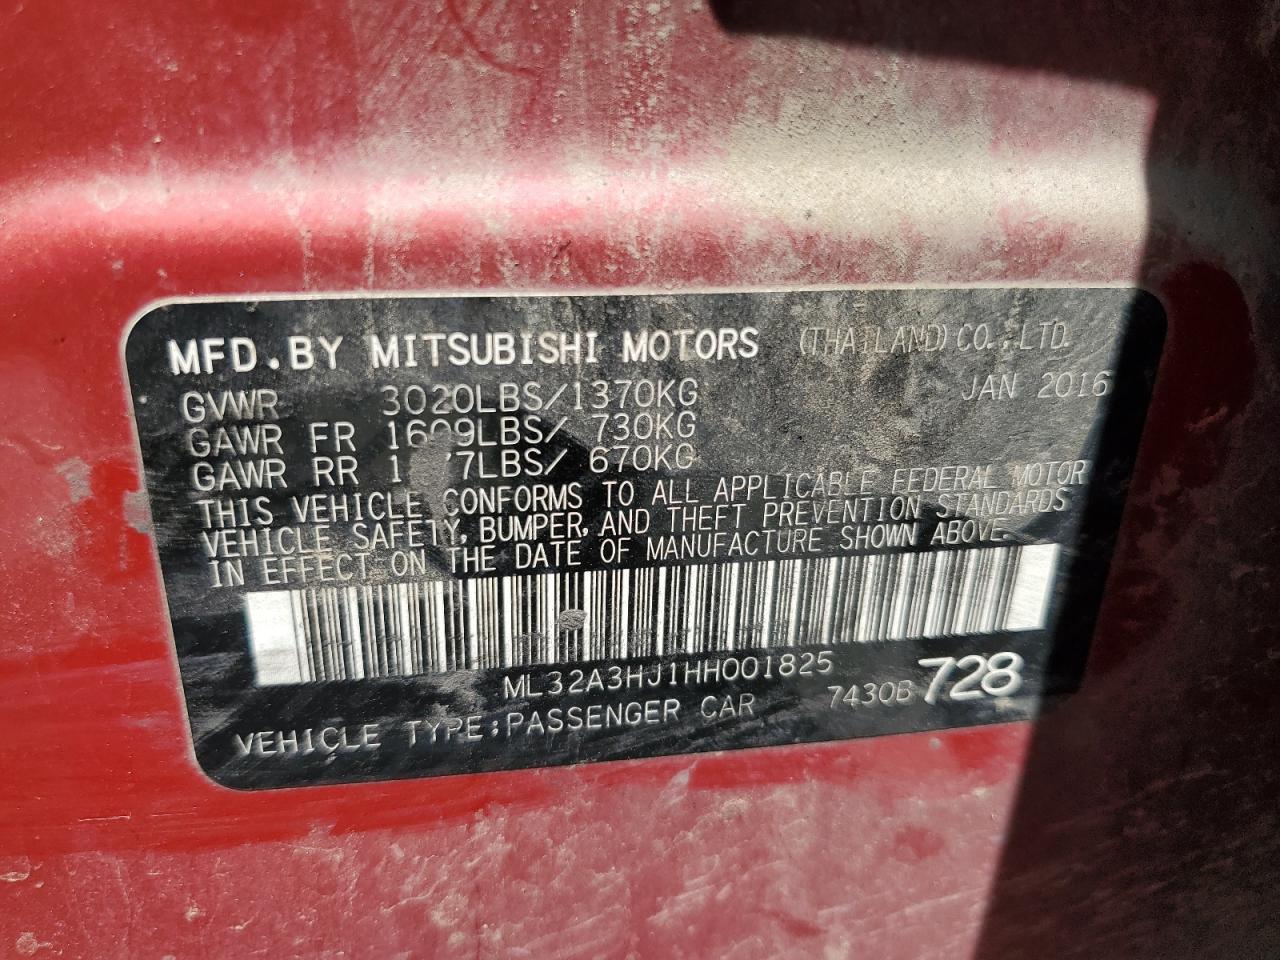 MFD.BY MITSUBISHI MOTORS (THAILAND) CO.,LTD.
GVWR 3020LBS/1370KG JAN 2016
GAWR FR 1609LBS/ 730KG
GAWR RR 670KG
THIS VEHICLE CONFORMS TO ALL APPLICABLE FEDERAL MOTOR
VEHICLE SAFETY, BUMPER, AND THEFT PREVENTION STANDARDS
IN EFFECT ON THE DATE OF MANUFACTURE SHOWN ABOVE.
ML32A3HJ1HH001825
VEHICLE TYPE:PASSENGER CAR 7430B 728